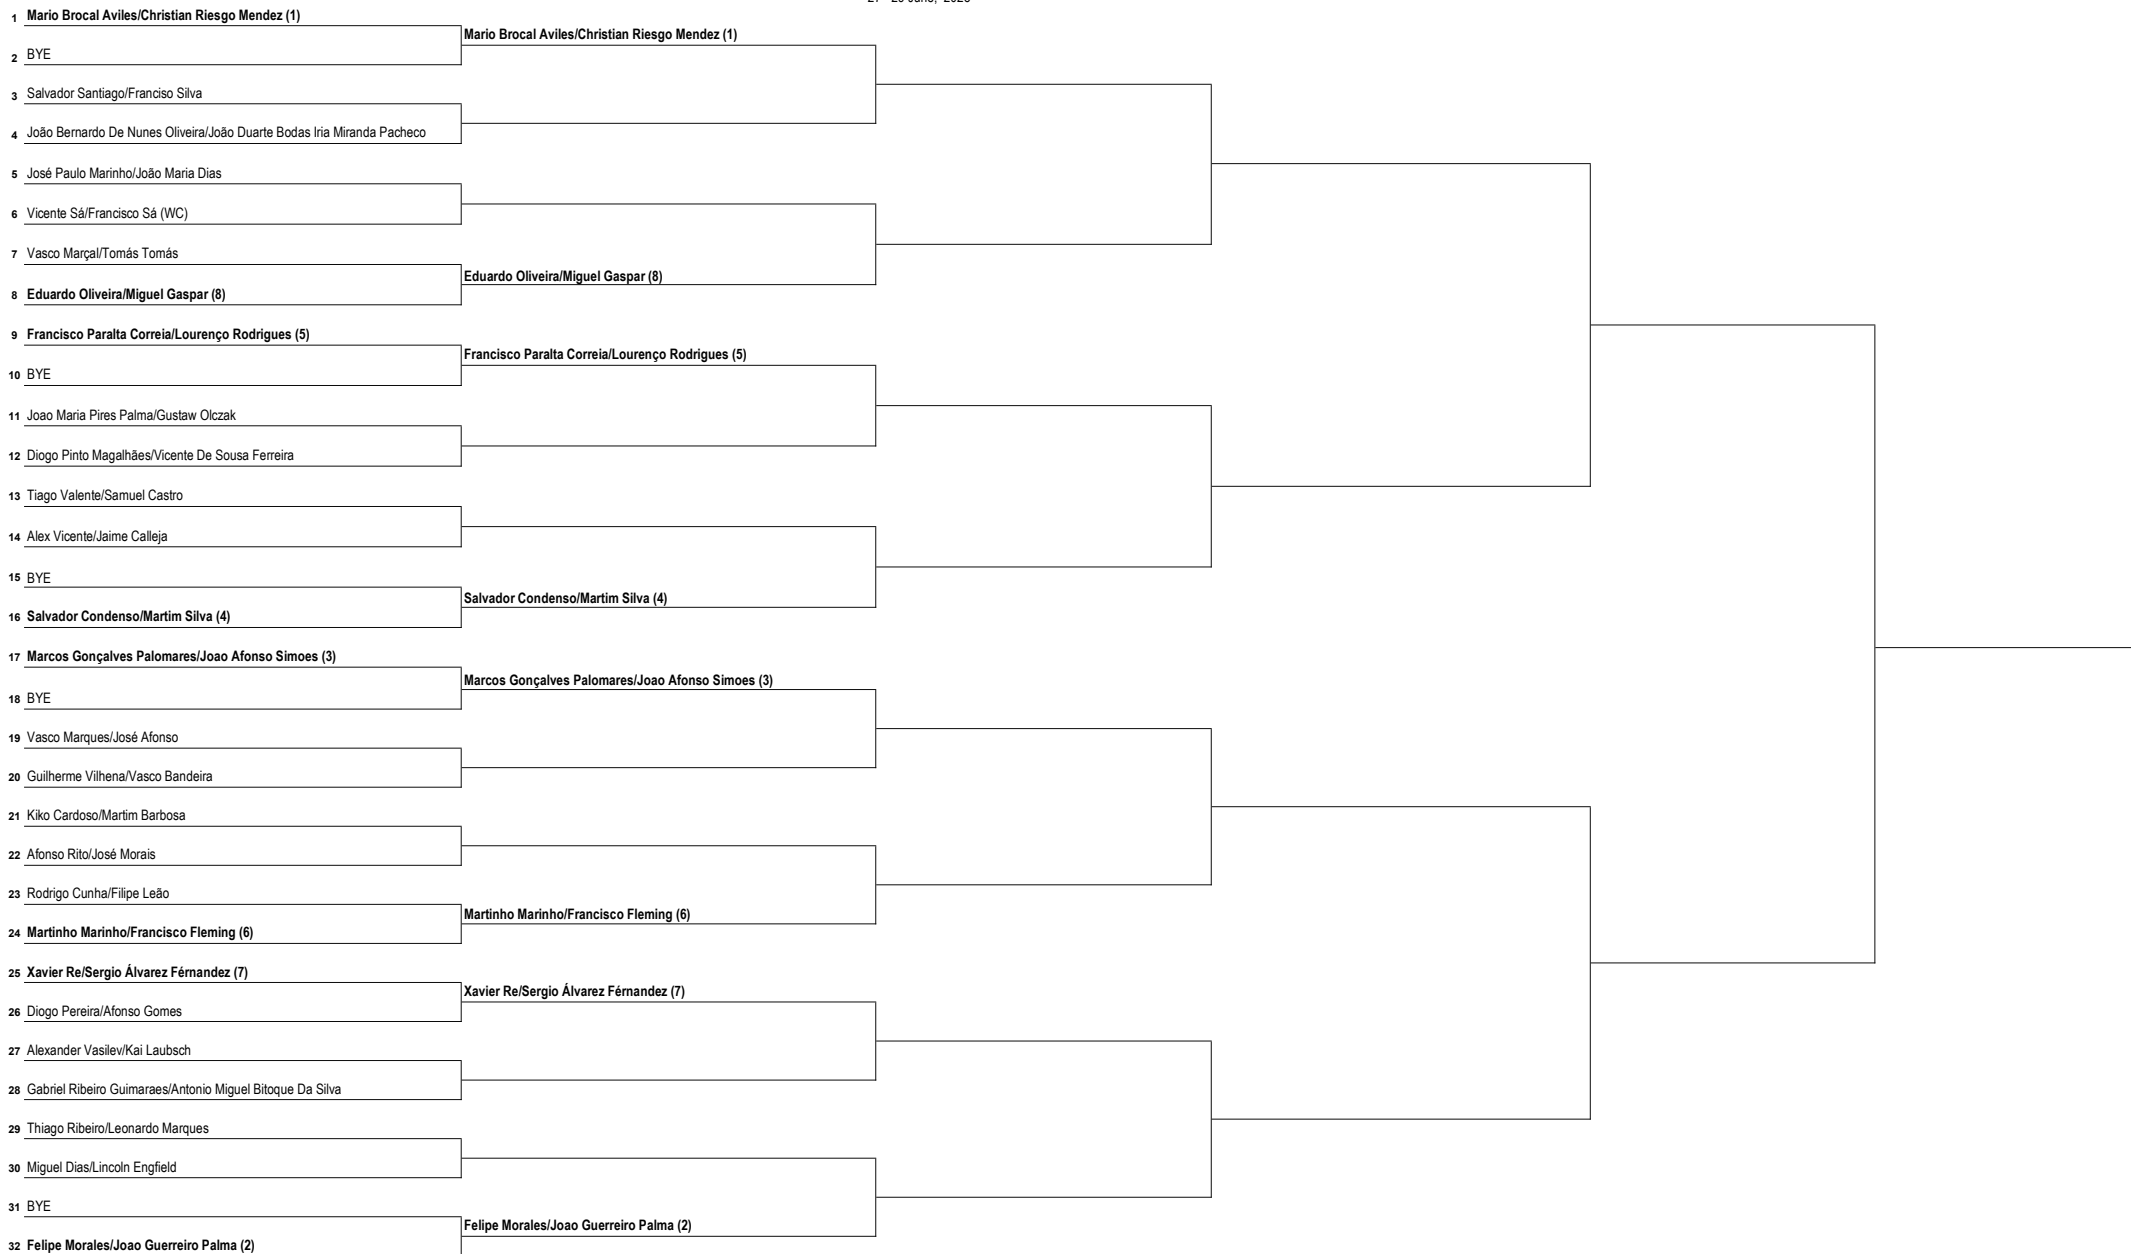 1 Mario Brocal Aviles/Christian Riesgo Mendez (1)
Mario Brocal Aviles/Christian Riesgo Mendez (1)
2 BYE
3 Salvador Santiago/Franciso Silva
4 João Bernardo De Nunes Oliveira/João Duarte Bodas Iria Miranda Pacheco
5 José Paulo Marinho/João Maria Dias
6 Vicente Sá/Francisco Sá (WC)
7 Vasco Marçal/Tomás Tomás
Eduardo Oliveira/Miguel Gaspar (8)
8 Eduardo Oliveira/Miguel Gaspar (8)
9 Francisco Paralta Correia/Lourenço Rodrigues (5)
Francisco Paralta Correia/Lourenço Rodrigues (5)
10 BYE
11 Joao Maria Pires Palma/Gustaw Olczak
12 Diogo Pinto Magalhães/Vicente De Sousa Ferreira
13 Tiago Valente/Samuel Castro
14 Alex Vicente/Jaime Calleja
15 BYE
Salvador Condenso/Martim Silva (4)
16 Salvador Condenso/Martim Silva (4)
17 Marcos Gonçalves Palomares/Joao Afonso Simoes (3)
Marcos Gonçalves Palomares/Joao Afonso Simoes (3)
18 BYE
19 Vasco Marques/José Afonso
20 Guilherme Vilhena/Vasco Bandeira
21 Kiko Cardoso/Martim Barbosa
22 Afonso Rito/José Morais
23 Rodrigo Cunha/Filipe Leão
Martinho Marinho/Francisco Fleming (6)
24 Martinho Marinho/Francisco Fleming (6)
25 Xavier Re/Sergio Álvarez Férnandez (7)
Xavier Re/Sergio Álvarez Férnandez (7)
26 Diogo Pereira/Afonso Gomes
27 Alexander Vasilev/Kai Laubsch
28 Gabriel Ribeiro Guimaraes/Antonio Miguel Bitoque Da Silva
29 Thiago Ribeiro/Leonardo Marques
30 Miguel Dias/Lincoln Engfield
31 BYE
Felipe Morales/Joao Guerreiro Palma (2)
32 Felipe Morales/Joao Guerreiro Palma (2)